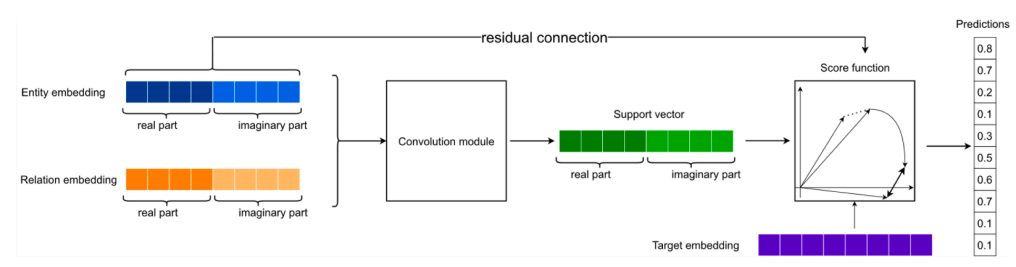 Predictions
residual connection
0.8
Score function
0.7
Entity embedding
0.2
real part
imaginary part
Support vector
0.1
Convolution module
0.3
0.5
Relation embedding
real part
imaginary part
0.6
real part
imaginary part
0.7
0.1
Target embedding
0.1